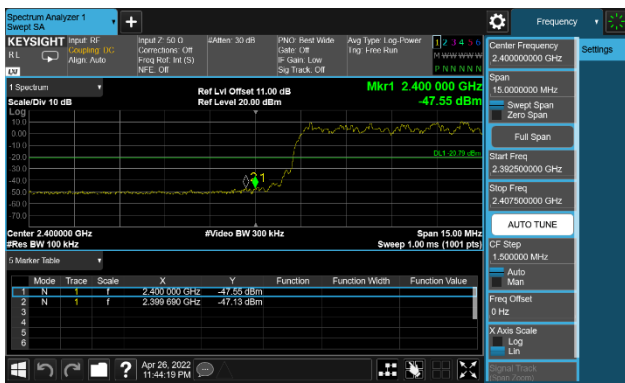 Spectrum Analyzer 1
Swept SA
+
Frequency
KEYSIGHT
RL
LXI
Input: RF
Coupling: DC
Align: Auto
Input Z: 50 Ω
Corrections: Off
Freq Ref: Int (S)
NFE: Off
#Atten: 30 dB
PNO: Best Wide
Gate: Off
IF Gain: Low
Sig Track: Off
Avg Type: Log-Power
Trig: Free Run
1 2 3 4 5 6
M W W W W W
P N N N N N
Center Frequency
2.400000000 GHz
Settings
Span
15.0000000 MHz
Swept Span
Zero Span
Full Span
Start Freq
2.392500000 GHz
Stop Freq
2.407500000 GHz
AUTO TUNE
CF Step
1.500000 MHz
Auto
Man
Freq Offset
0 Hz
X Axis Scale
Log
Lin
Signal Track
(Span Zoom)
1 Spectrum
Scale/Div 10 dB
Log
Ref Lvl Offset 11.00 dB
Ref Level 20.00 dBm
Mkr1 2.400 000 GHz
-47.55 dBm
10.0
0.00
-10.0
-20.0
-30.0
-40.0
-50.0
-60.0
-70.0
DL1 -20.79 dBm
2 1
Center 2.400000 GHz
#Res BW 100 kHz
#Video BW 300 kHz
Span 15.00 MHz
Sweep 1.00 ms (1001 pts)
5 Marker Table
Mode Trace Scale X Y Function Function Width Function Value
1 N 1 f 2.400 000 GHz -47.55 dBm
2 N 1 f 2.399 690 GHz -47.13 dBm
3
4
5
6
?
Apr 26, 2022
11:44:19 PM